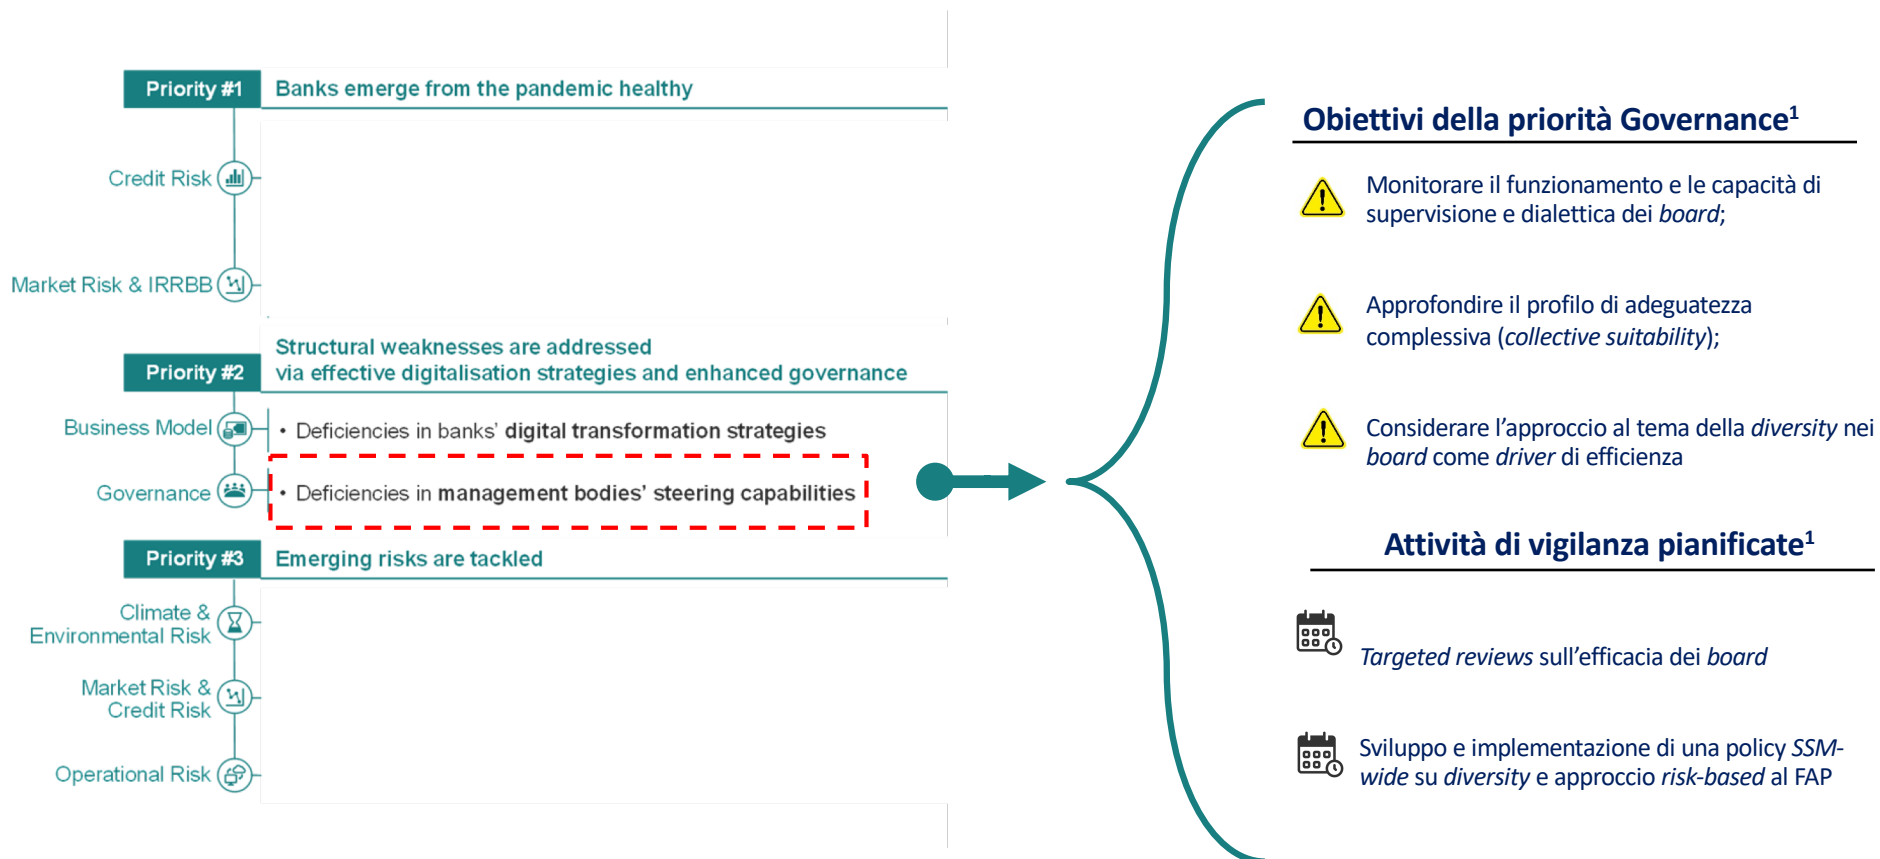 Priority #1
Banks emerge from the pandemic healthy
Credit Risk
Market Risk & IRRBB
Priority #2
Structural weaknesses are addressed
via effective digitalisation strategies and enhanced governance
Business Model
• Deficiencies in banks' digital transformation strategies
Governance
• Deficiencies in management bodies' steering capabilities
Priority #3
Emerging risks are tackled
Climate &
Environmental Risk
Market Risk &
Credit Risk
Operational Risk
Obiettivi della priorità Governance¹
Monitorare il funzionamento e le capacità di
supervisione e dialettica dei board;
Approfondire il profilo di adeguatezza
complessiva (collective suitability);
Considerare l'approccio al tema della diversity nei
board come driver di efficienza
Attività di vigilanza pianificate¹
Targeted reviews sull'efficacia dei board
Sviluppo e implementazione di una policy SSM-
wide su diversity e approccio risk-based al FAP